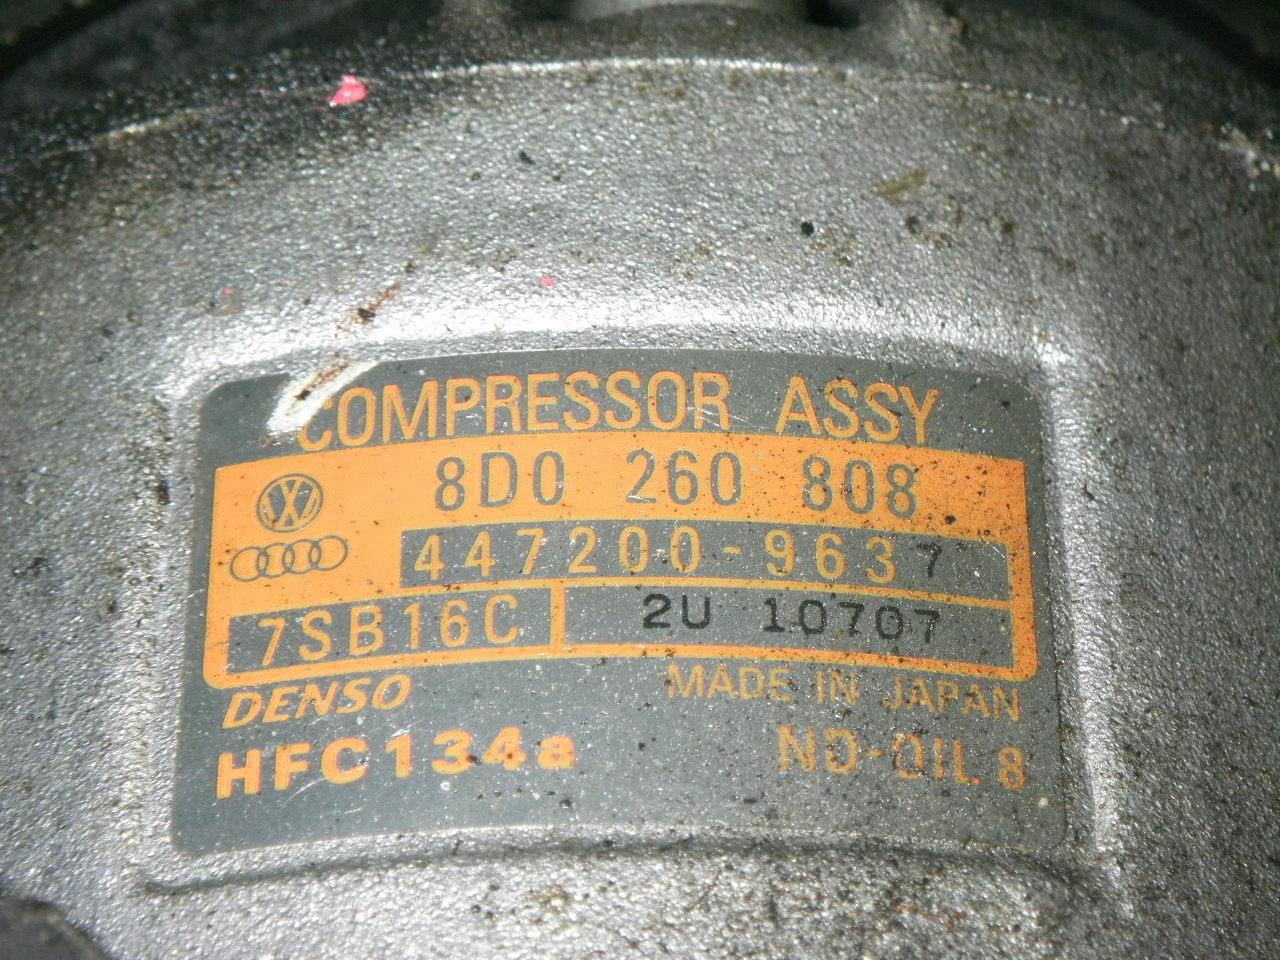 COMPRESSOR ASSY
8D0 260 808
447200-9637
7SB16C 2U 10707
DENSO MADE IN JAPAN
HFC134a ND-OIL 8